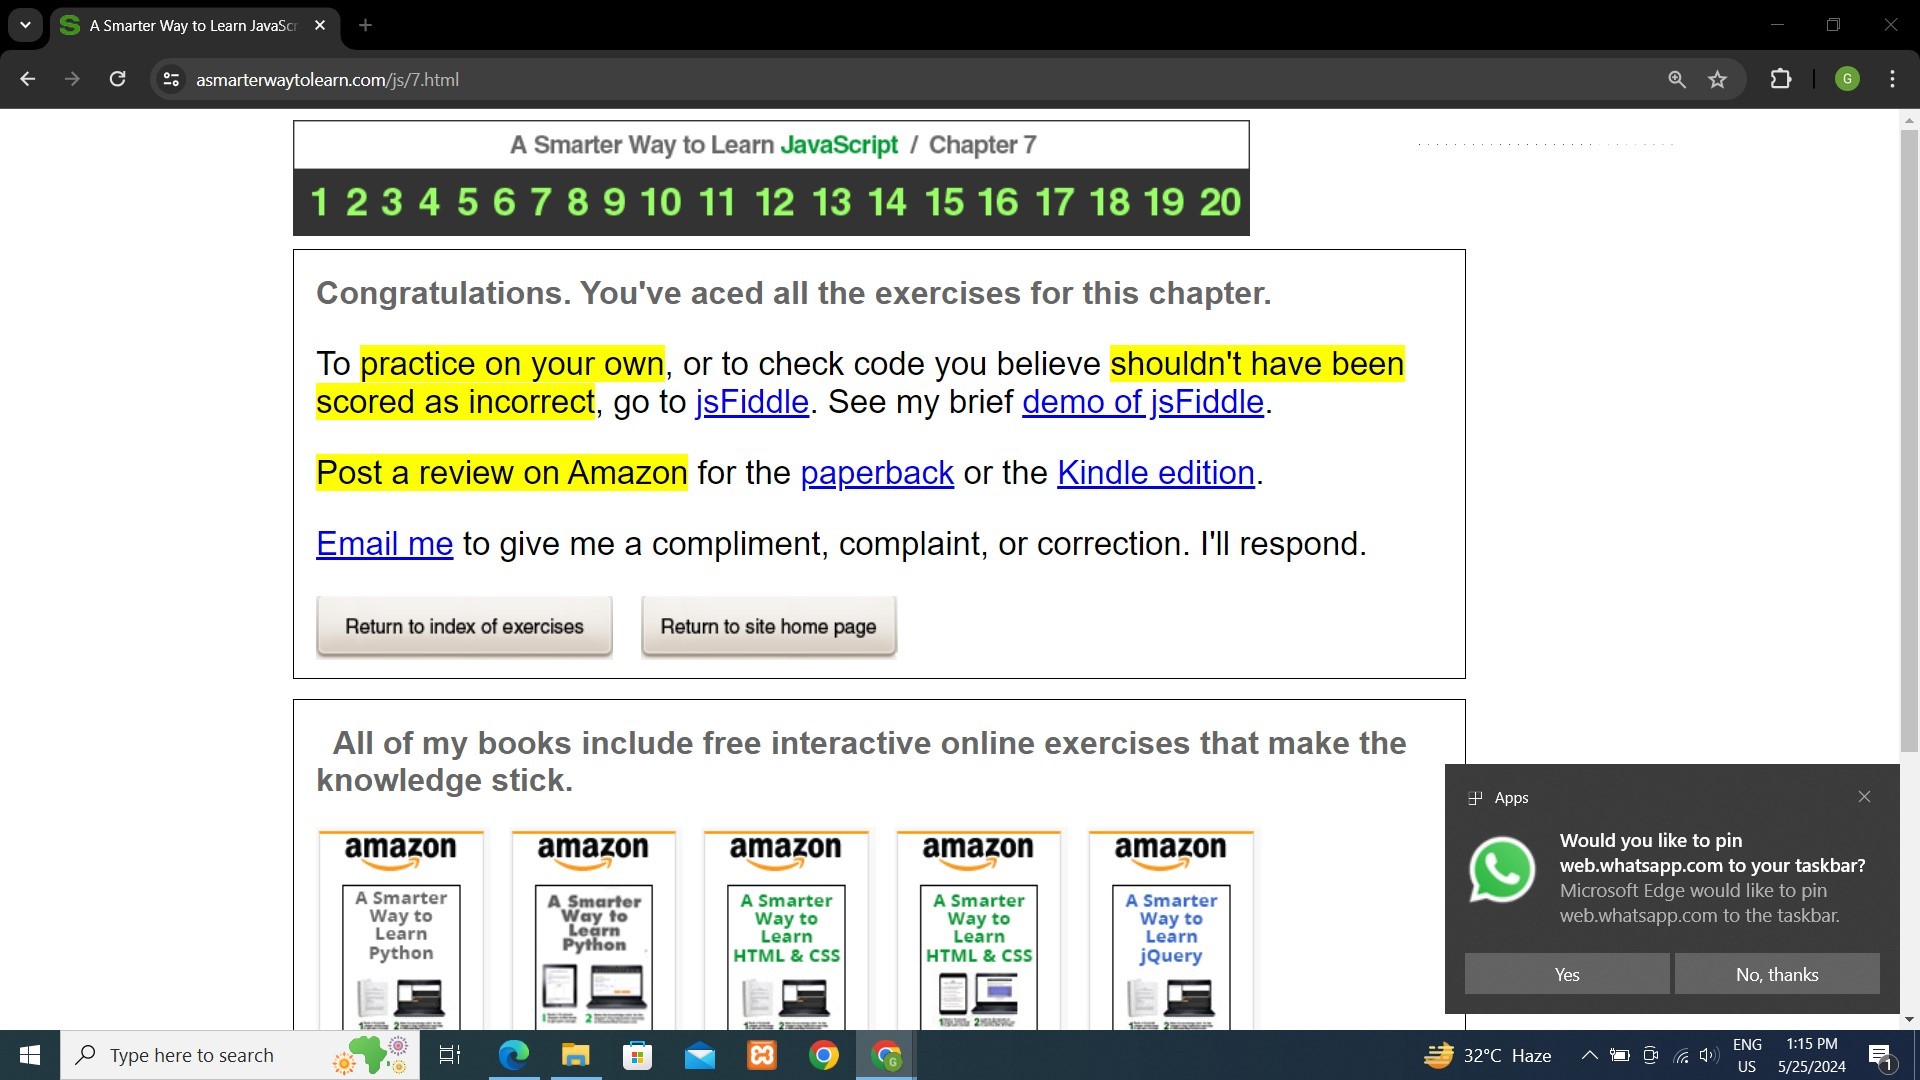 A Smarter Way to Learn JavaScr
asmarterwaytolearn.com/js/7.html
G
A Smarter Way to Learn JavaScript / Chapter 7
1 2 3 4 5 6 7 8 9 10 11 12 13 14 15 16 17 18 19 20
Congratulations. You've aced all the exercises for this chapter.
To practice on your own, or to check code you believe shouldn't have been
scored as incorrect, go to jsFiddle. See my brief demo of jsFiddle.
Post a review on Amazon for the paperback or the Kindle edition.
Email me to give me a compliment, complaint, or correction. I'll respond.
Return to index of exercises Return to site home page
All of my books include free interactive online exercises that make the
knowledge stick.
amazon amazon amazon amazon amazon
A Smarter A Smarter A Smarter A Smarter A Smarter
Way to Way to Way to Way to Way to
Learn Learn Learn Learn Learn
Python Python HTML & CSS HTML & CSS jQuery
Apps
Would you like to pin
web.whatsapp.com to your taskbar?
Microsoft Edge would like to pin
web.whatsapp.com to the taskbar.
Yes No, thanks
Type here to search
32°C Haze
ENG
US
1:15 PM
5/25/2024
1